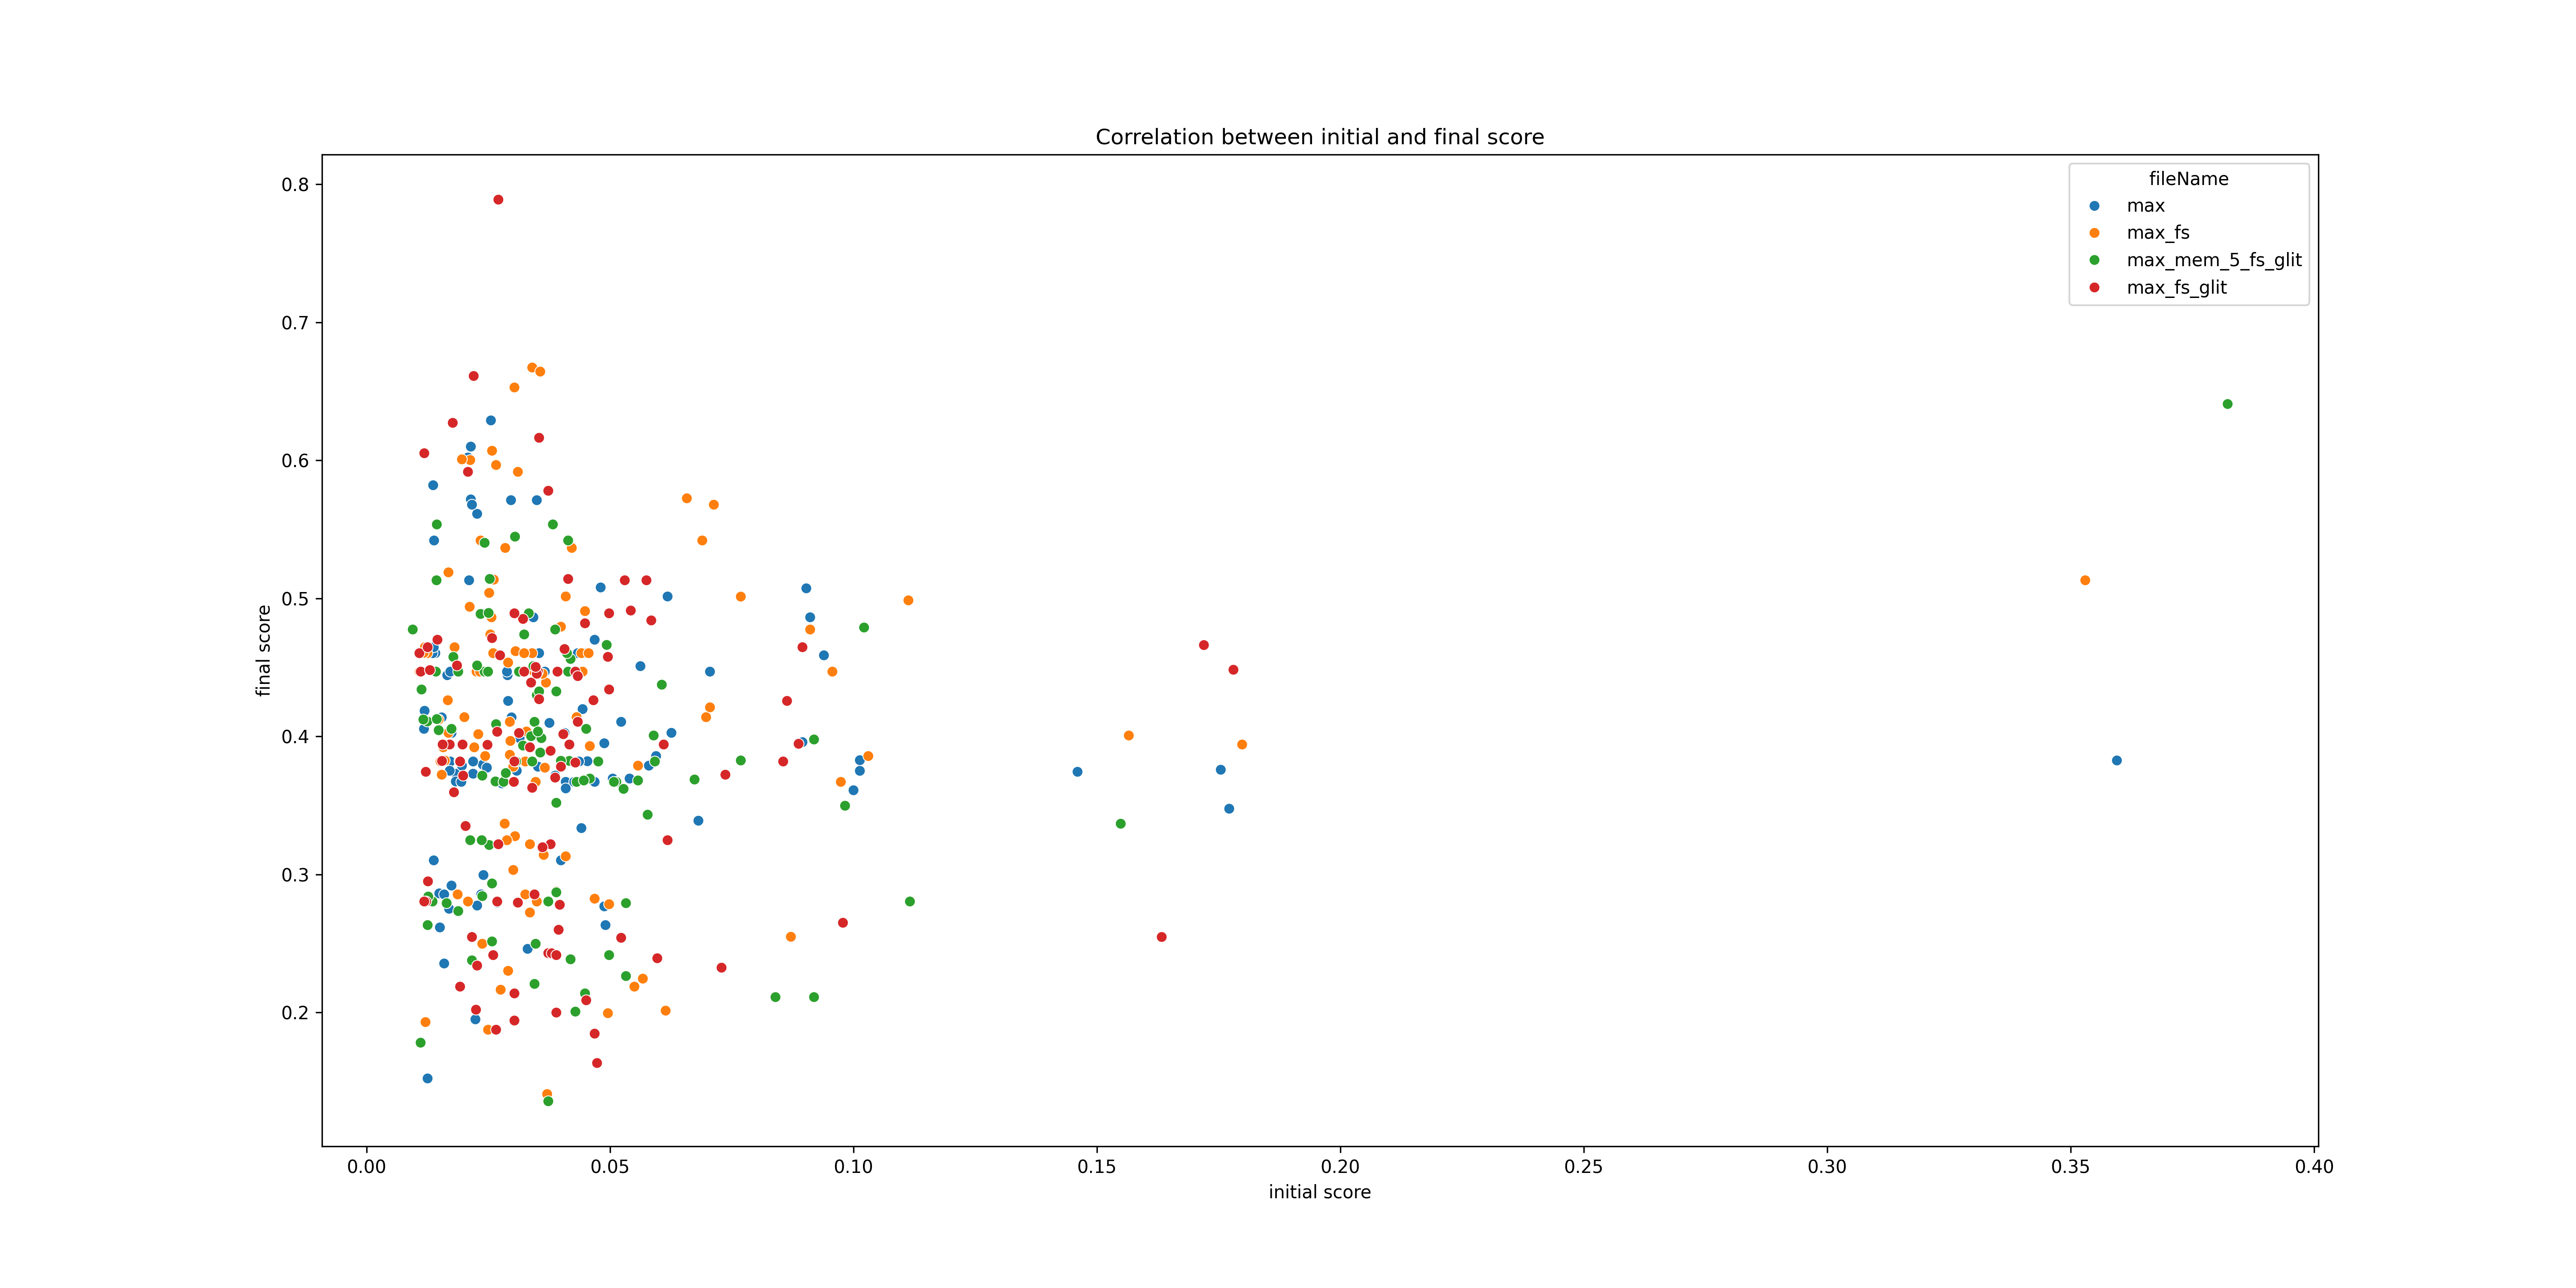 Correlation between initial and final score
fileName
max
max_fs
max_mem_5_fs_glit
max_fs_glit
final score
0.8
0.7
0.6
0.5
0.4
0.3
0.2
0.00 0.05 0.10 0.15 0.20 0.25 0.30 0.35 0.40
initial score